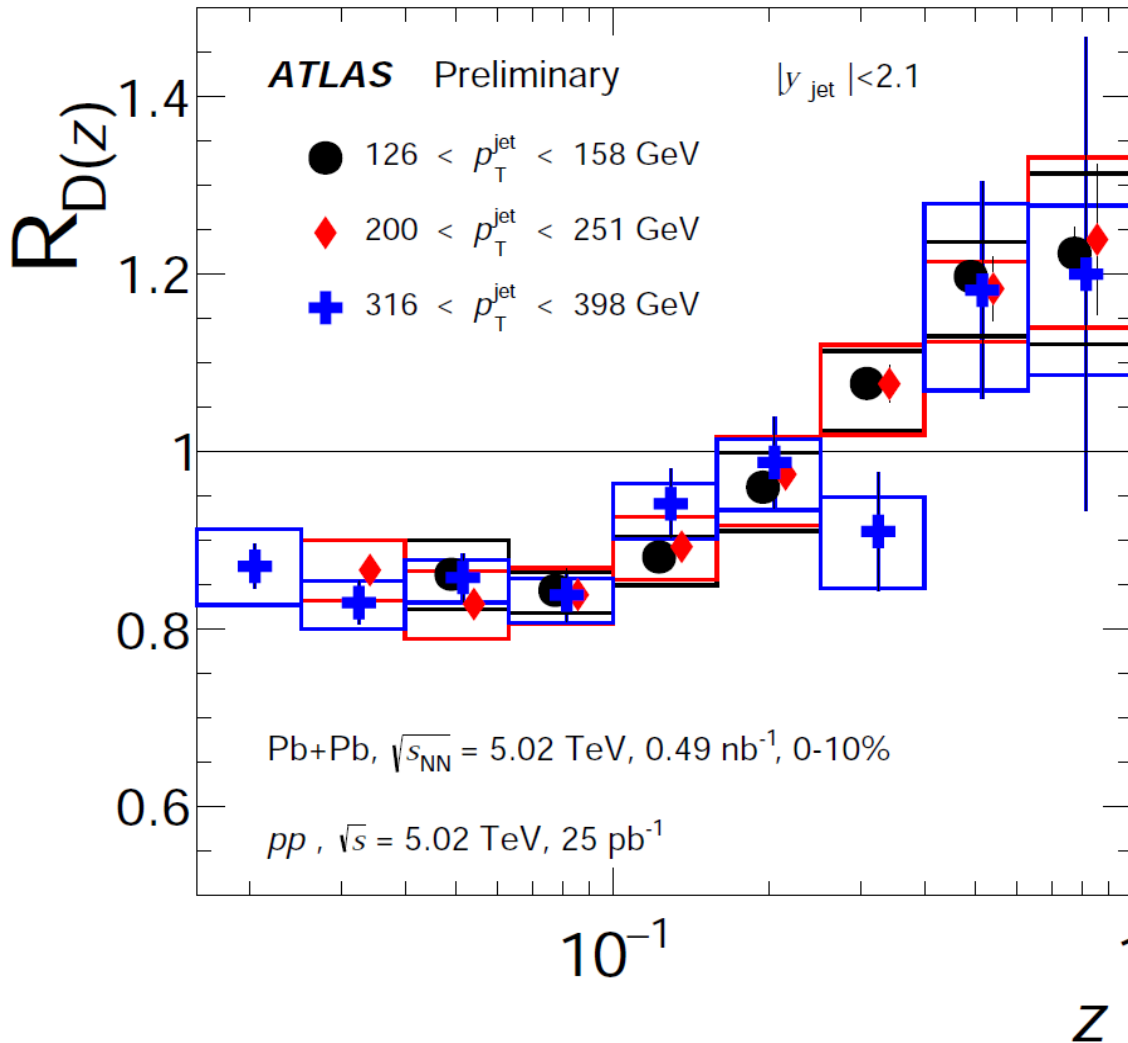 ATLAS Preliminary |y jet |<2.1
126 < p_T^jet < 158 GeV
200 < p_T^jet < 251 GeV
316 < p_T^jet < 398 GeV
R_D(z)
1.4
1.2
1
0.8
0.6
Pb+Pb, √s_NN = 5.02 TeV, 0.49 nb⁻¹, 0-10%
pp , √s = 5.02 TeV, 25 pb⁻¹
10⁻¹
z